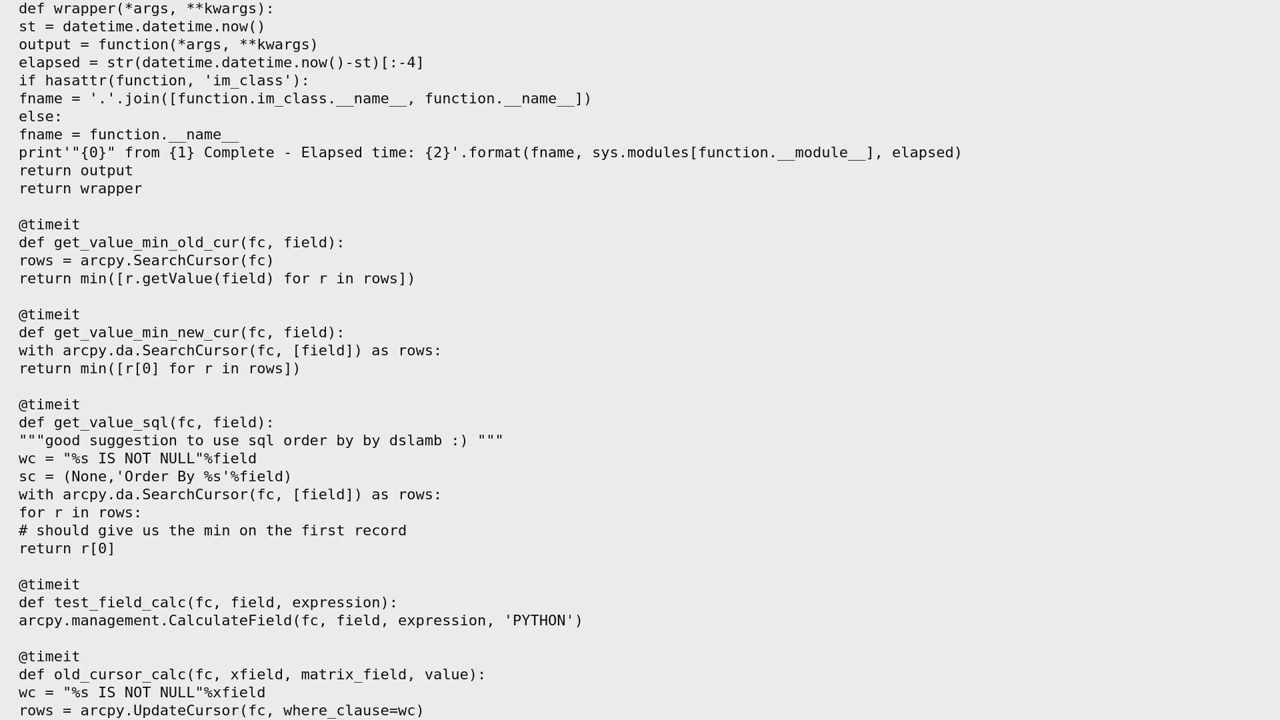 def wrapper(*args, **kwargs):
st = datetime.datetime.now()
output = function(*args, **kwargs)
elapsed = str(datetime.datetime.now()-st)[:-4]
if hasattr(function, 'im_class'):
fname = '.'.join([function.im_class.__name__, function.__name__])
else:
fname = function.__name__
print'"{0}" from {1} Complete - Elapsed time: {2}'.format(fname, sys.modules[function.__module__], elapsed)
return output
return wrapper

@timeit
def get_value_min_old_cur(fc, field):
rows = arcpy.SearchCursor(fc)
return min([r.getValue(field) for r in rows])

@timeit
def get_value_min_new_cur(fc, field):
with arcpy.da.SearchCursor(fc, [field]) as rows:
return min([r[0] for r in rows])

@timeit
def get_value_sql(fc, field):
"""good suggestion to use sql order by by dslamb :) """
wc = "%s IS NOT NULL"%field
sc = (None,'Order By %s'%field)
with arcpy.da.SearchCursor(fc, [field]) as rows:
for r in rows:
# should give us the min on the first record
return r[0]

@timeit
def test_field_calc(fc, field, expression):
arcpy.management.CalculateField(fc, field, expression, 'PYTHON')

@timeit
def old_cursor_calc(fc, xfield, matrix_field, value):
wc = "%s IS NOT NULL"%xfield
rows = arcpy.UpdateCursor(fc, where_clause=wc)